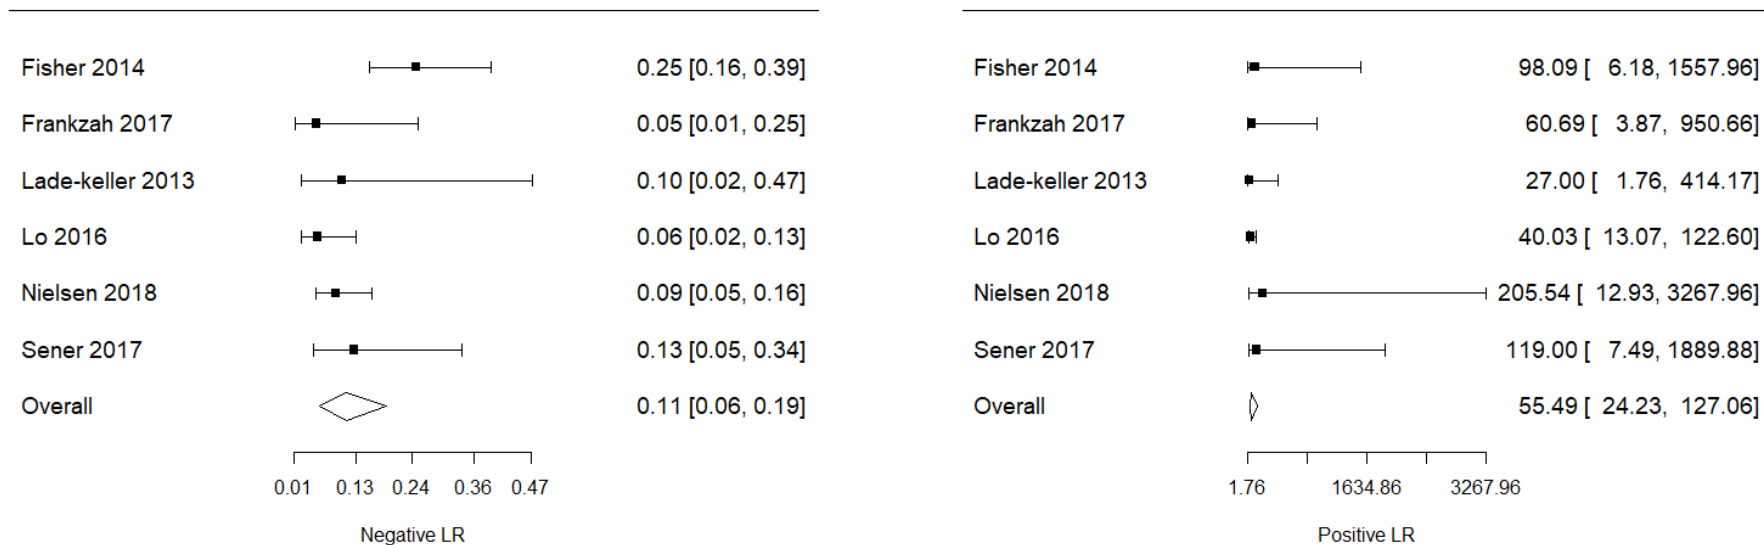 Fisher 2014 0.25 [0.16, 0.39]
Frankzah 2017 0.05 [0.01, 0.25]
Lade-keller 2013 0.10 [0.02, 0.47]
Lo 2016 0.06 [0.02, 0.13]
Nielsen 2018 0.09 [0.05, 0.16]
Sener 2017 0.13 [0.05, 0.34]
Overall 0.11 [0.06, 0.19]
0.01 0.13 0.24 0.36 0.47
Negative LR
Fisher 2014 98.09 [ 6.18, 1557.96]
Frankzah 2017 60.69 [ 3.87, 950.66]
Lade-keller 2013 27.00 [ 1.76, 414.17]
Lo 2016 40.03 [ 13.07, 122.60]
Nielsen 2018 205.54 [ 12.93, 3267.96]
Sener 2017 119.00 [ 7.49, 1889.88]
Overall 55.49 [ 24.23, 127.06]
1.76 1634.86 3267.96
Positive LR